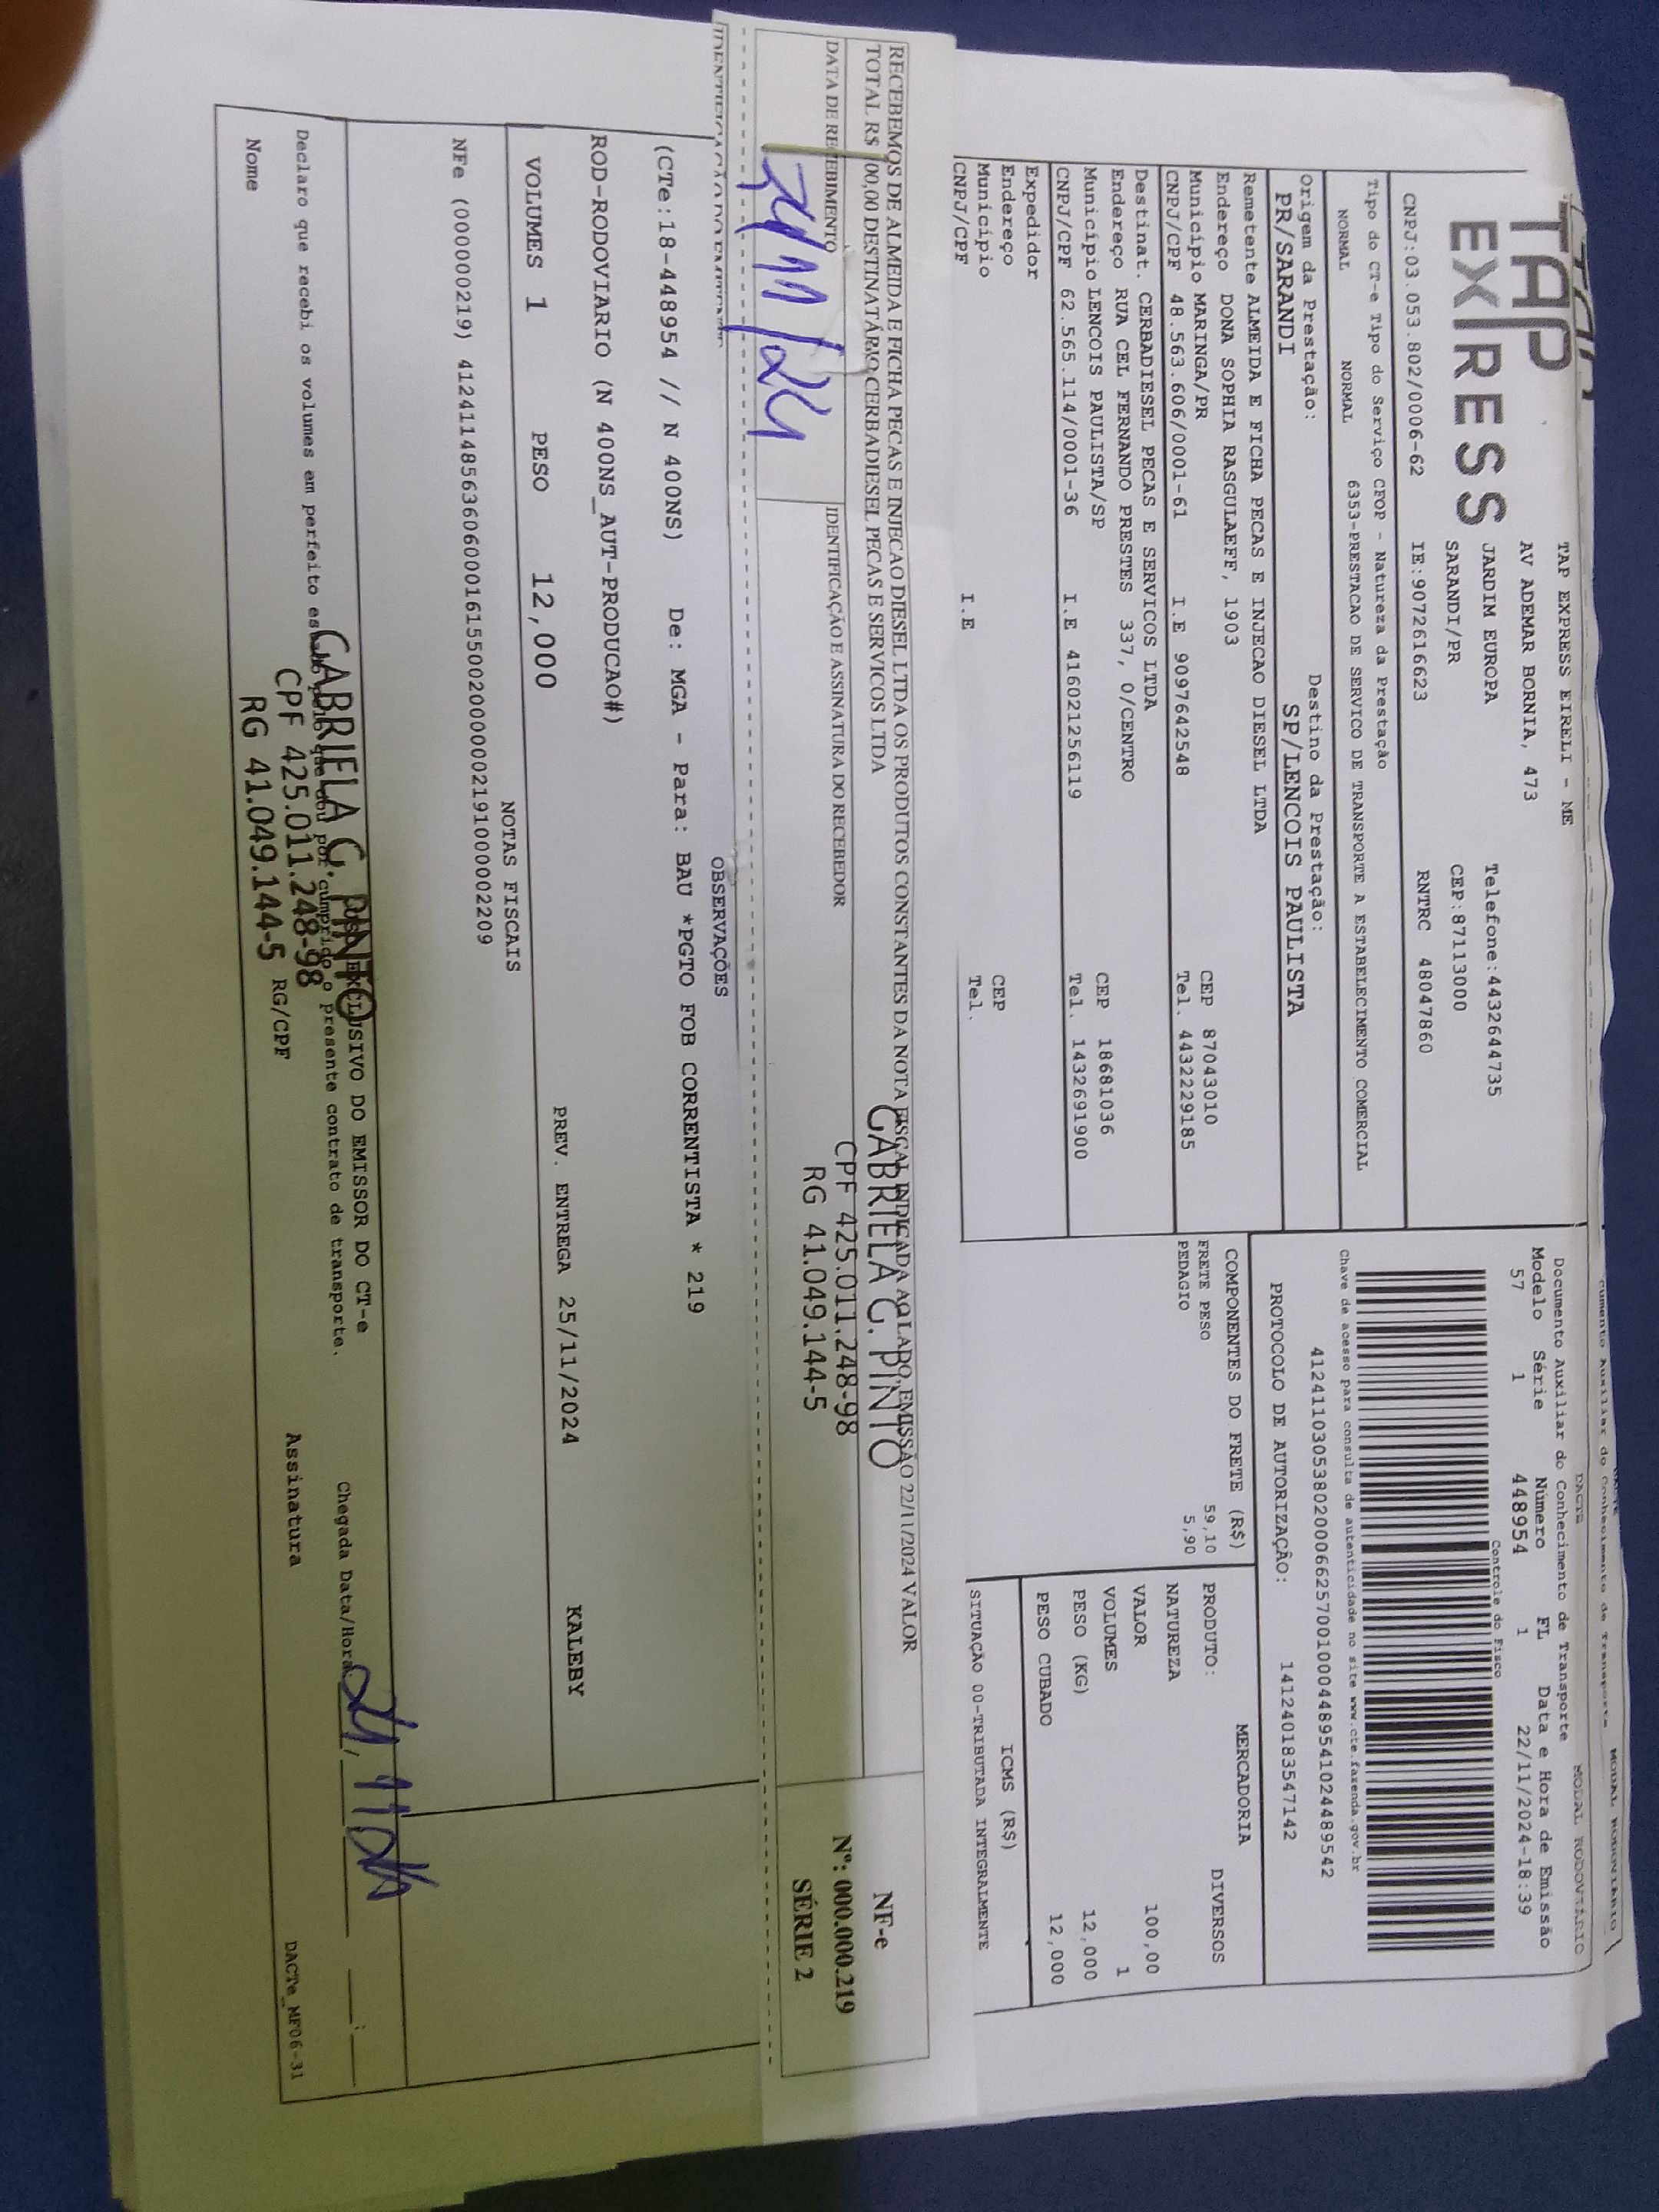 TAP
EXPRESS
TAP EXPRESS EIRELI - ME
AV ADEMAR BORNIA, 473
JARDIM EUROPA Telefone:443264473​5
SARANDI/PR CEP:87113000
CNPJ:03.053.802/0006-62 IE:9072616623 RNTRC 48047860
DACTE MODAL RODOVIÁRIO
Documento Auxiliar do Conhecimento de Transporte
Modelo Série Número FL Data e Hora de Emissão
57 1 448954 1 22/11/2024-18:39
Controle do Fisco
Chave de acesso para consulta de autenticidade no site www.cte.fazenda.gov.br
41241103053802000662570010004489541024489542
PROTOCOLO DE AUTORIZAÇÃO: 141240183547142
Tipo do CT-e Tipo do Serviço CFOP - Natureza da Prestação
NORMAL NORMAL 6353-PRESTACAO DE SERVICO DE TRANSPORTE A ESTABELECIMENTO COMERCIAL
Origem da Prestação: Destino da Prestação:
PR/SARANDI SP/LENCOIS PAULISTA
Remetente ALMEIDA E FICHA PECAS E INJECAO DIESEL LTDA
Endereço DONA SOPHIA RASGULAEFF, 1903 CEP 87043010
Município MARINGA/PR Tel. 4432229185
CNPJ/CPF 48.563.606/0001-61 I.E 9097642548
Destinat. CERBADIESEL PECAS E SERVICOS LTDA
Endereço RUA CEL FERNANDO PRESTES 337, 0/CENTRO CEP 18681036
Município LENCOIS PAULISTA/SP Tel. 1432691900
CNPJ/CPF 62.565.114/0001-36 I.E 416021256119
Expedidor
Endereço CEP
Município Tel.
CNPJ/CPF I.E
COMPONENTES DO FRETE (R$)
FRETE PESO 59,10
PEDAGIO 5,90
MERCADORIA
PRODUTO: DIVERSOS
NATUREZA
VALOR 100,00
VOLUMES 1
PESO (KG) 12,000
PESO CUBADO 12,000
ICMS (R$)
SITUAÇÃO 00-TRIBUTADA INTEGRALMENTE
RECEBEMOS DE ALMEIDA E FICHA PECAS E INJECAO DIESEL LTDA OS PRODUTOS CONSTANTES DA NOTA FISCAL INDICADA AO LADO, EMISSÃO 22/11/2024 VALOR
TOTAL R$ 100,00 DESTINATÁRIO: CERBADIESEL PECAS E SERVICOS LTDA
DATA DE RECEBIMENTO IDENTIFICAÇÃO E ASSINATURA DO RECEBEDOR
GABRIELA G. PINTO
CPF 425.011.248-98
RG 41.049.144-5
NF-e
Nº: 000.000.219
SÉRIE 2
OBSERVAÇÕES
(CTe:18-448954 // N 400NS) De: MGA - Para: BAU *PGTO FOB CORRENTISTA * 219
ROD-RODOVIARIO (N 400NS_AUT-PRODUCAO#)
VOLUMES 1 PESO 12,000 PREV. ENTREGA 25/11/2024 KALEBY
NOTAS FISCAIS
NFe (000000219) 41241148563606000161550020000002191000002209
USO EXCLUSIVO DO EMISSOR DO CT-e
Declaro que recebi os volumes em perfeito estado pelo que dou por cumprido o presente contrato de transporte.
Chegada Data/Hora
GABRIELA G. PINTO
CPF 425.011.248-98
RG 41.049.144-5
Nome RG/CPF Assinatura
DACTe_MF06-31